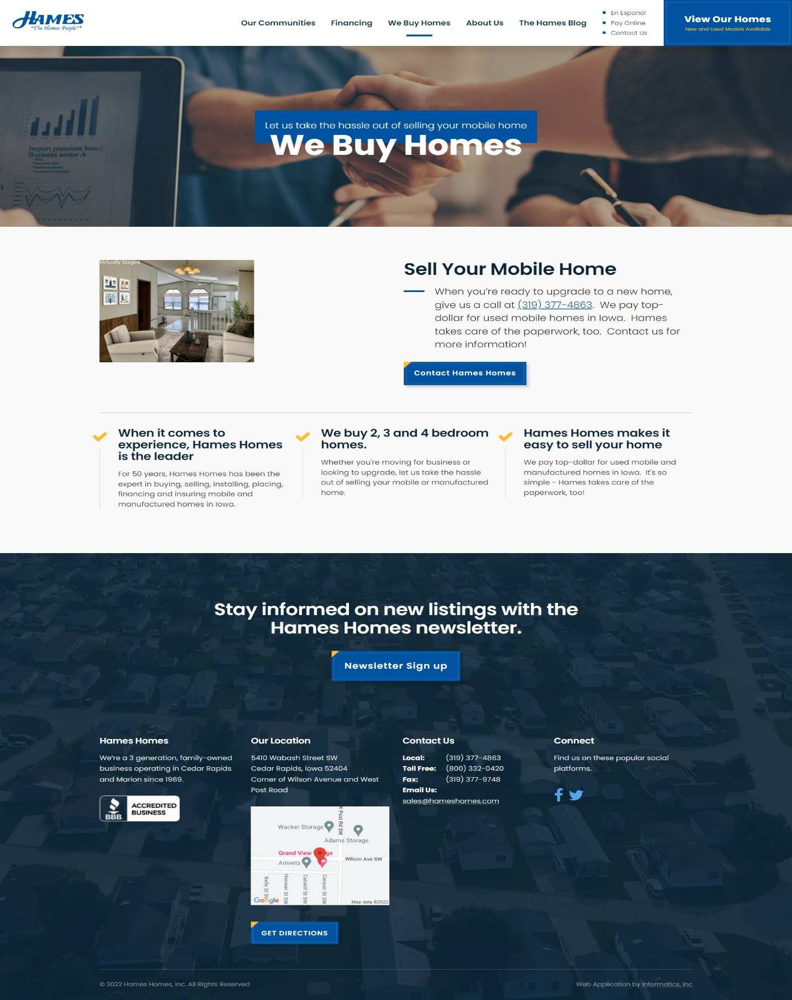 HAMES
"The Homes People"®
Our Communities
Financing
We Buy Homes
About Us
The Hames Blog
En Espanol
Pay Online
Contact Us
View Our Homes
New and Used Models Available
Import premium brand
Business sector A
Let us take the hassle out of selling your mobile home
We Buy Homes
Virtually Staged
Sell Your Mobile Home
When you're ready to upgrade to a new home,
give us a call at (319) 377-4863.  We pay top-
dollar for used mobile homes in Iowa.  Hames
takes care of the paperwork, too.  Contact us for
more information!
Contact Hames Homes
When it comes to
experience, Hames Homes
is the leader
For 50 years, Hames Homes has been the
expert in buying, selling, installing, placing,
financing and insuring mobile and
manufactured homes in Iowa.
We buy 2, 3 and 4 bedroom
homes.
Whether you're moving for business or
looking to upgrade, let us take the hassle
out of selling your mobile or manufactured
home.
Hames Homes makes it
easy to sell your home
We pay top-dollar for used mobile and
manufactured homes in Iowa.  It's so
simple - Hames takes care of the
paperwork, too!
Stay informed on new listings with the
Hames Homes newsletter.
Newsletter Sign up
Hames Homes
We're a 3 generation, family-owned
business operating in Cedar Rapids
and Marion since 1969.
BBB
ACCREDITED
BUSINESS
Our Location
5410 Wabash Street SW
Cedar Rapids, Iowa 52404
Corner of Wilson Avenue and West
Post Road
W Post Rd SW
Wacker Storage
Adams Storage
Grand View
Wilson Ave SW
Amvets
Kelly St SW
Hoosier St SW
Catskill St SW
Canyon St SW
Google
Map data ©2022
GET DIRECTIONS
Contact Us
Local: (319) 377-4863
Toll Free: (800) 332-0420
Fax: (319) 377-9748
Email Us:
sales@hameshomes.com
Connect
Find us on these popular social
platforms.
© 2022 Hames Homes, Inc. All Rights Reserved
Web Application by Informatics, Inc